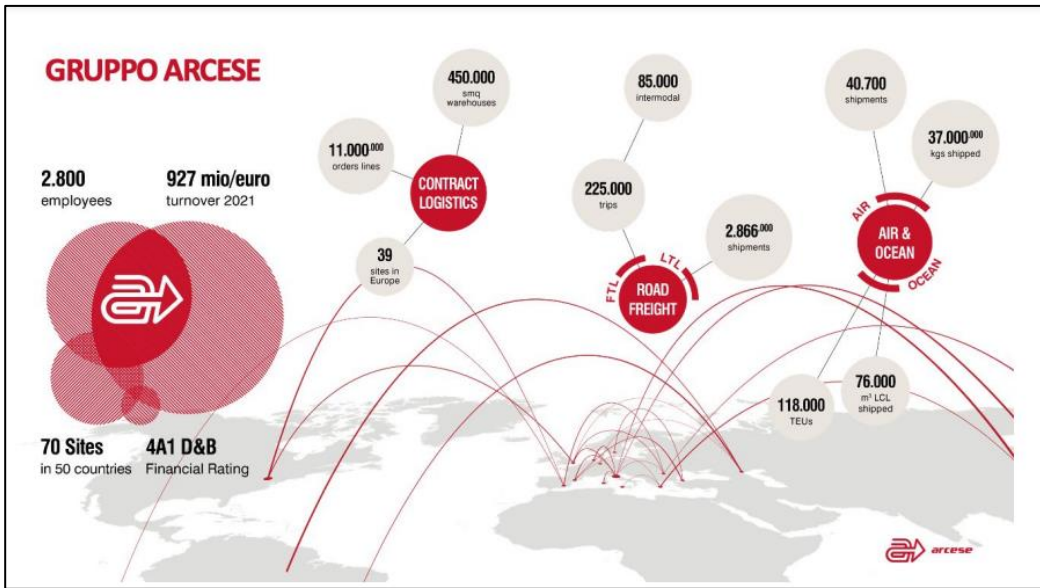 GRUPPO ARCESE
2.800
employees
927 mio/euro
turnover 2021
70 Sites
in 50 countries
4A1 D&B
Financial Rating
450.000
smq
warehouses
11.000.000
orders lines
CONTRACT
LOGISTICS
39
sites in
Europe
85.000
intermodal
225.000
trips
2.866.000
shipments
FTL
LTL
ROAD
FREIGHT
40.700
shipments
37.000.000
kgs shipped
AIR
AIR &
OCEAN
OCEAN
118.000
TEUs
76.000
m³ LCL
shipped
arcese